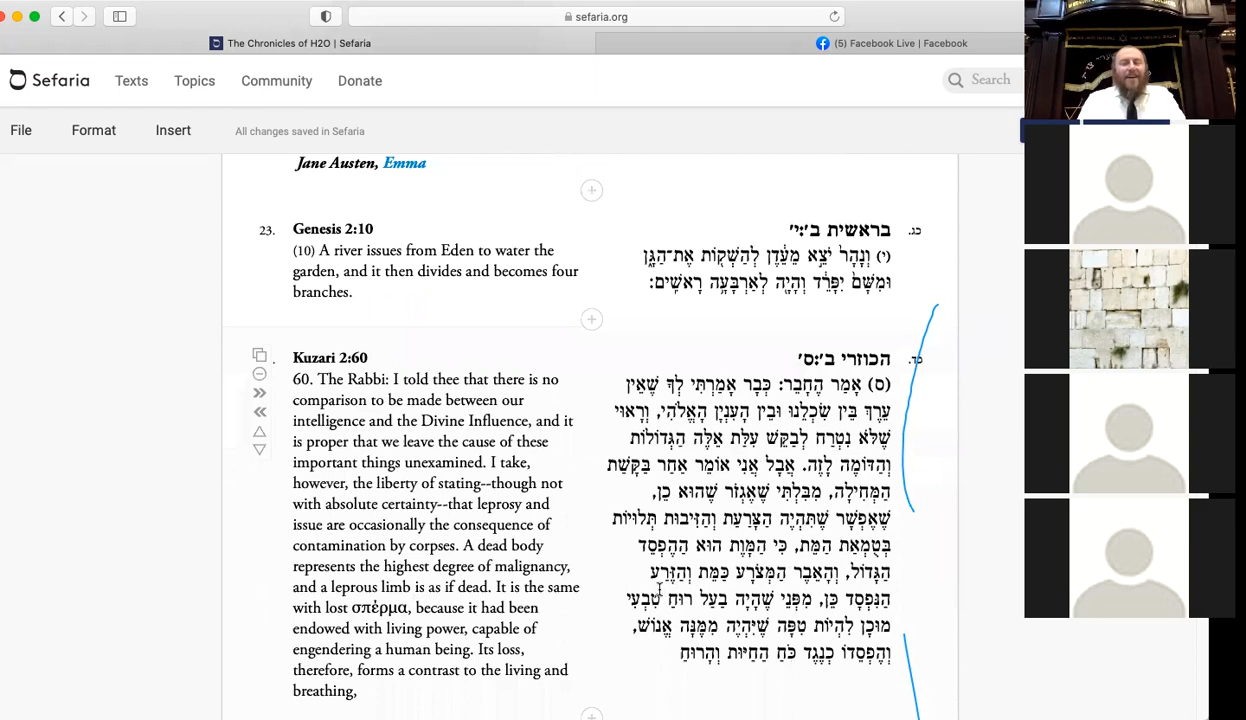 sefaria.org
The Chronicles of H2O | Sefaria
(5) Facebook Live | Facebook
Sefaria
Texts
Topics
Community
Donate
Search
File
Format
Insert
All changes saved in Sefaria
Jane Austen, Emma
23.
Genesis 2:10
(10) A river issues from Eden to water the
garden, and it then divides and becomes four
branches.
כג.
בראשית ב׳:י׳
(י) וְנָהָר֙ יֹצֵ֣א מֵעֵ֔דֶן לְהַשְׁק֖וֹת אֶת־הַגָּ֑ן
וּמִשָּׁם֙ יִפָּרֵ֔ד וְהָיָ֖ה לְאַרְבָּעָ֥ה רָאשִֽׁים׃
Kuzari 2:60
60. The Rabbi: I told thee that there is no
comparison to be made between our
intelligence and the Divine Influence, and it
is proper that we leave the cause of these
important things unexamined. I take,
however, the liberty of stating--though not
with absolute certainty--that leprosy and
issue are occasionally the consequence of
contamination by corpses. A dead body
represents the highest degree of malignancy,
and a leprous limb is as if dead. It is the same
with lost σπέρμα, because it had been
endowed with living power, capable of
engendering a human being. Its loss,
therefore, forms a contrast to the living and
breathing,
כד.
הכוזרי ב׳:ס׳
(ס) אָמַר הֶחָבֵר: כְּבָר אָמַרְתִּי לְךָ שֶׁאֵין
עֵרֶךְ בֵּין שִׂכְלֵנוּ וּבֵין הָעִנְיָן הָאֱלֹהִי, וְרָאוּי
שֶׁלֹּא נִטְרַח לְבַקֵּשׁ עִלַּת אֵלֶּה הַגְּדוֹלוֹת
וְהַדּוֹמֶה לָזֶה. אֲבָל אֲנִי אוֹמֵר אַחַר בַּקָּשַׁת
הַמְּחִילָה, מִבִּלְתִּי שֶׁאֶגְזֹר שֶׁהוּא כֵן,
שֶׁאֶפְשָׁר שֶׁתִּהְיֶה הַצָּרַעַת וְהַזִּיבוּת תְּלוּיוֹת
בְּטֻמְאַת הַמֵּת, כִּי הַמָּוֶת הוּא הַהֶפְסֵד
הַגָּדוֹל, וְהָאֵבֶר הַמְּצֹרָע כַּמֵּת וְהַזֶּרַע
הַנִּפְסָד כֵּן, מִפְּנֵי שֶׁהָיָה בַעַל רוּחַ טִבְעִי
מוּכָן לִהְיוֹת טִפָּה שֶׁיִּהְיֶה מִמֶּנָּה אֱנוֹשׁ,
וְהֶפְסֵדוֹ כְנֶגֶד כֹּחַ הַחַיּוּת וְהָרוּחַ